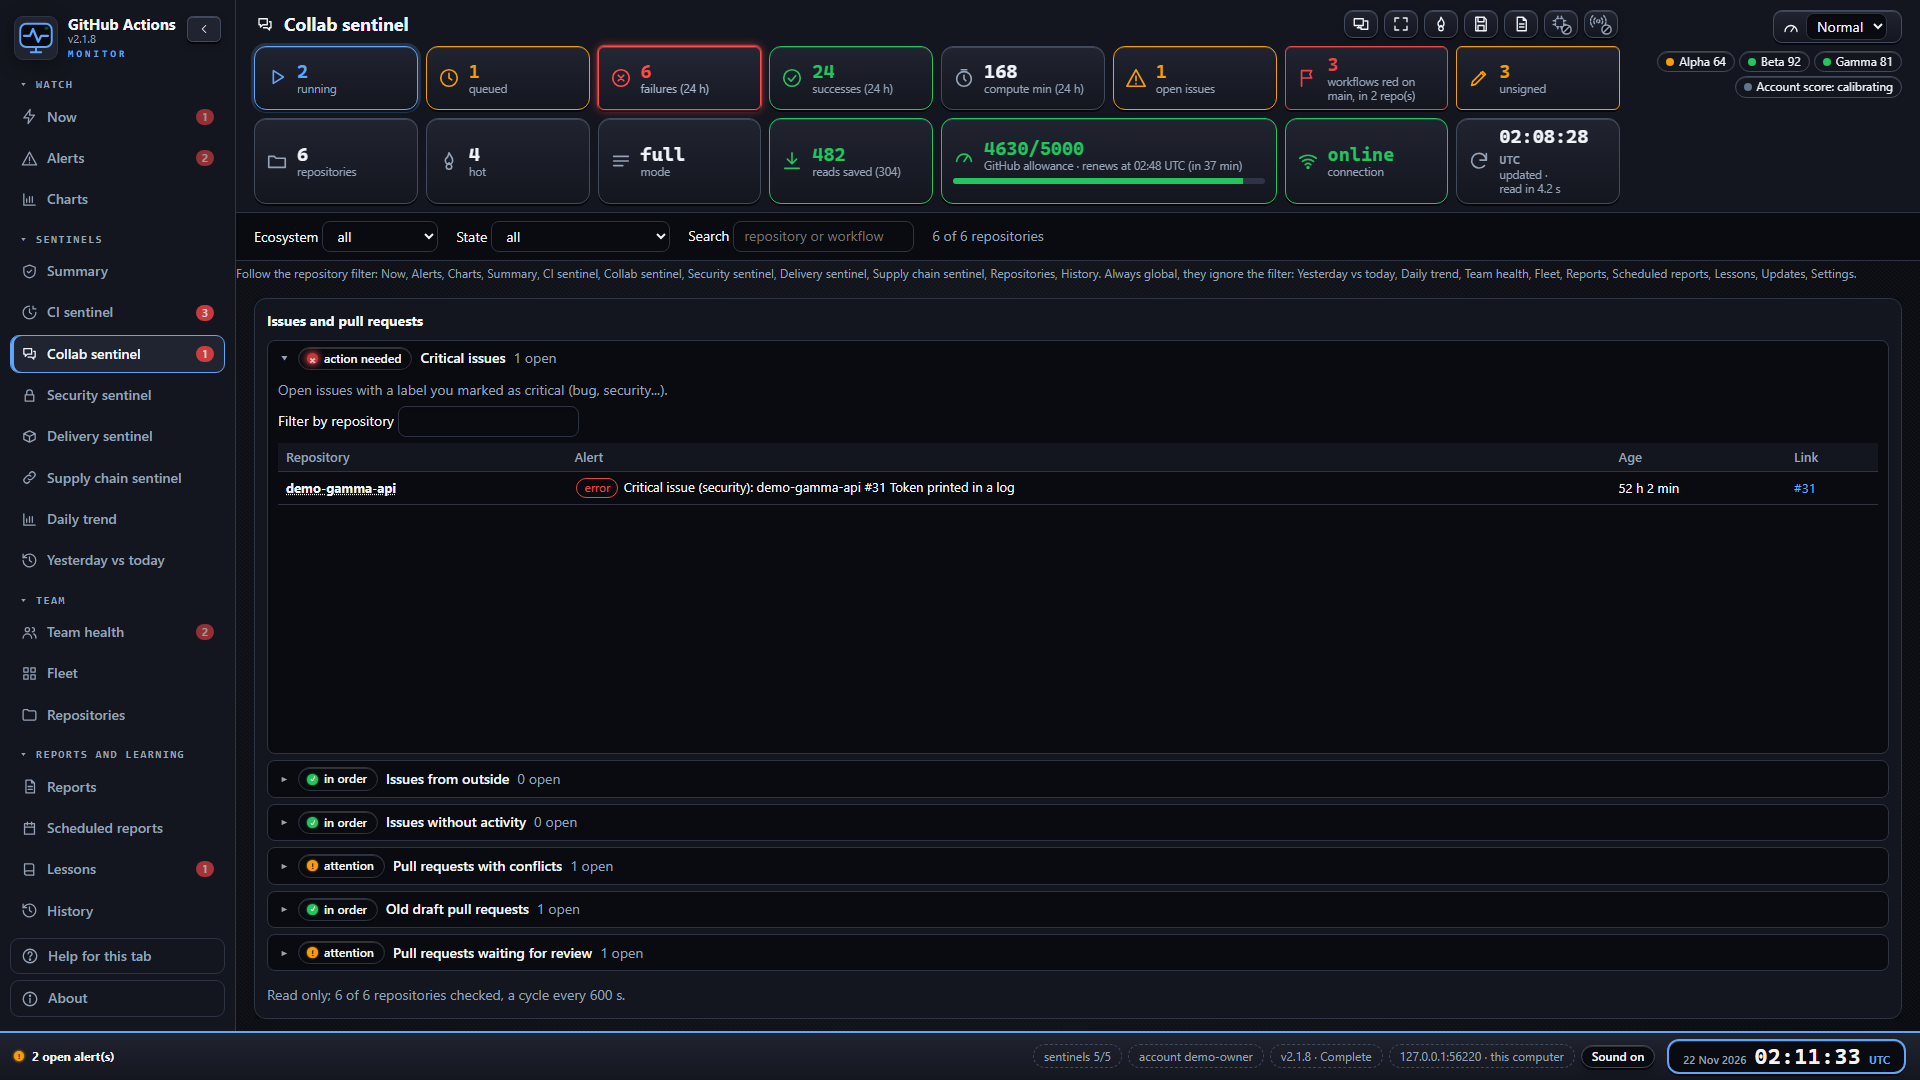 GitHub Actions
v2.1.8
MONITOR
WATCH
Now 1
Alerts 2
Charts
SENTINELS
Summary
CI sentinel 3
Collab sentinel 1
Security sentinel
Delivery sentinel
Supply chain sentinel
Daily trend
Yesterday vs today
TEAM
Team health 2
Fleet
Repositories
REPORTS AND LEARNING
Reports
Scheduled reports
Lessons 1
History
Help for this tab
About
Collab sentinel
Normal
2
running
1
queued
6
failures (24 h)
24
successes (24 h)
168
compute min (24 h)
1
open issues
3
workflows red on
main, in 2 repo(s)
3
unsigned
Alpha 64
Beta 92
Gamma 81
Account score: calibrating
6
repositories
4
hot
full
mode
482
reads saved (304)
4630/5000
GitHub allowance · renews at 02:48 UTC (in 37 min)
online
connection
02:08:28
UTC
updated ·
read in 4.2 s
Ecosystem all State all Search repository or workflow 6 of 6 repositories
Follow the repository filter: Now, Alerts, Charts, Summary, CI sentinel, Collab sentinel, Security sentinel, Delivery sentinel, Supply chain sentinel, Repositories, History. Always global, they ignore the filter: Yesterday vs today, Daily trend, Team health, Fleet, Reports, Scheduled reports, Lessons, Updates, Settings.
Issues and pull requests
action needed Critical issues 1 open
Open issues with a label you marked as critical (bug, security...).
Filter by repository
Repository Alert Age Link
demo-gamma-api error Critical issue (security): demo-gamma-api #31 Token printed in a log 52 h 2 min #31
in order Issues from outside 0 open
in order Issues without activity 0 open
attention Pull requests with conflicts 1 open
in order Old draft pull requests 1 open
attention Pull requests waiting for review 1 open
Read only; 6 of 6 repositories checked, a cycle every 600 s.
2 open alert(s)
sentinels 5/5
account demo-owner
v2.1.8 · Complete
127.0.0.1:56220 · this computer
Sound on
22 Nov 2026 02:11:33 UTC